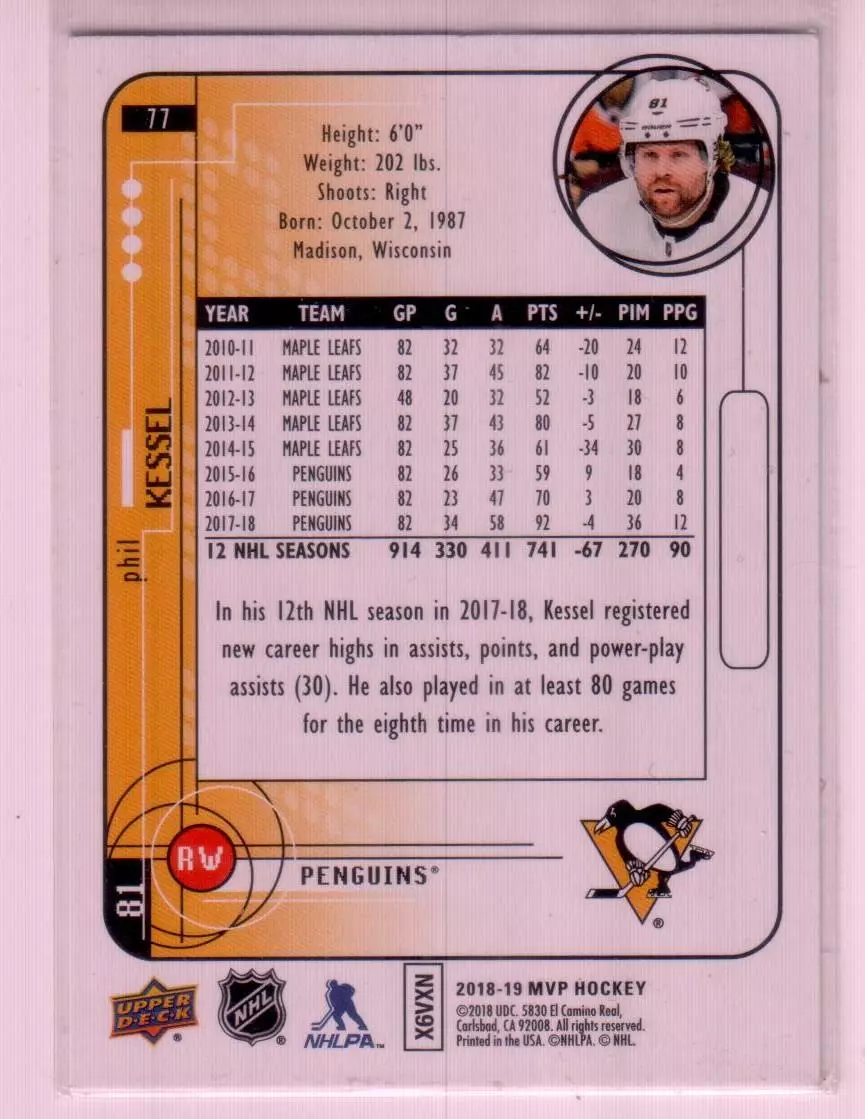 77
Height: 6'0"
Weight: 202 lbs.
Shoots: Right
Born: October 2, 1987
Madison, Wisconsin
81
BAUER
YEAR TEAM GP G A PTS +/- PIM PPG
2010-11 MAPLE LEAFS 82 32 32 64 -20 24 12
2011-12 MAPLE LEAFS 82 37 45 82 -10 20 10
2012-13 MAPLE LEAFS 48 20 32 52 -3 18 6
2013-14 MAPLE LEAFS 82 37 43 80 -5 27 8
2014-15 MAPLE LEAFS 82 25 36 61 -34 30 8
2015-16 PENGUINS 82 26 33 59 9 18 4
2016-17 PENGUINS 82 23 47 70 3 20 8
2017-18 PENGUINS 82 34 58 92 -4 36 12
12 NHL SEASONS 914 330 411 741 -67 270 90
phil KESSEL
In his 12th NHL season in 2017-18, Kessel registered
new career highs in assists, points, and power-play
assists (30). He also played in at least 80 games
for the eighth time in his career.
RW
PENGUINS®
81
®
UPPER
D·E·C·K
®
NHL
®
NHLPA™
X6VXN
2018-19 MVP HOCKEY
©2018 UDC. 5830 El Camino Real,
Carlsbad, CA 92008. All rights reserved.
Printed in the USA. ©NHLPA. © NHL.